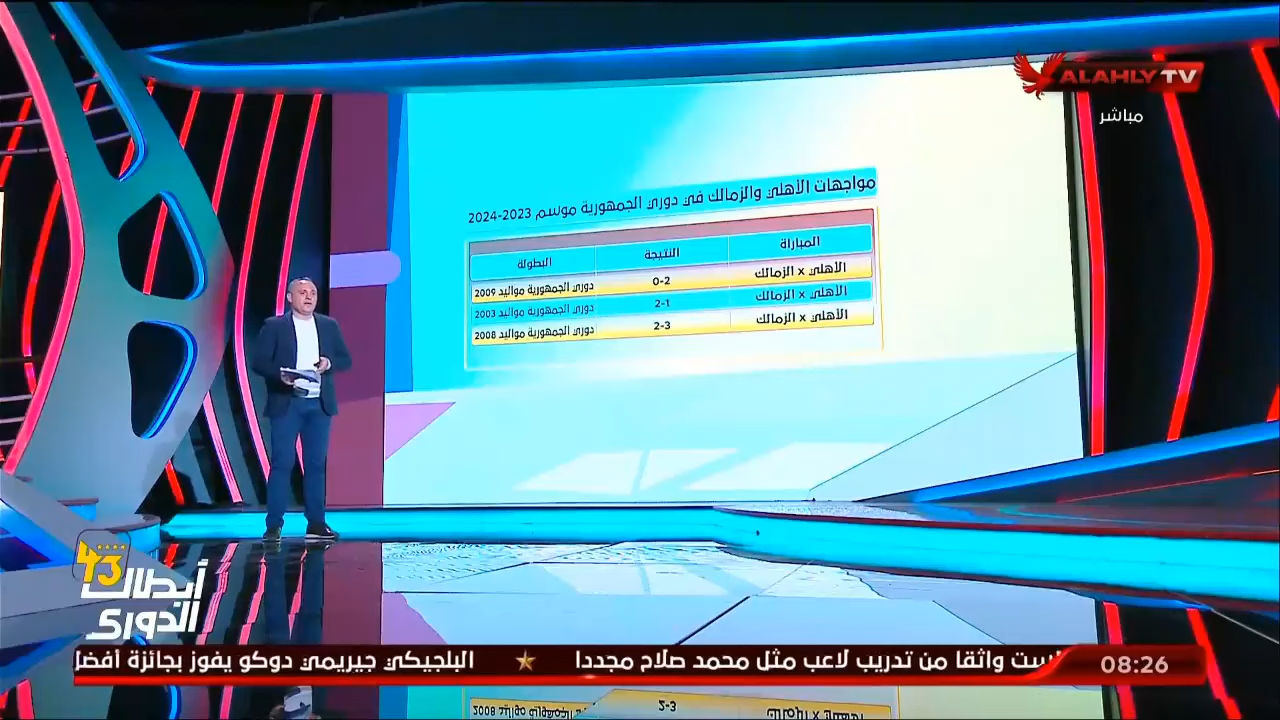 ALAHLY TV
مباشر
مواجهات الأهلي والزمالك في دوري الجمهورية موسم 2023-2024
المباراة النتيجة البطولة
الأهلي x الزمالك 2-0 دوري الجمهورية مواليد 2009
الأهلي x الزمالك 1-2 دوري الجمهورية مواليد 2003
الأهلي x الزمالك 3-2 دوري الجمهورية مواليد 2008
43
أبطال
الدوري
لست واثقا من تدريب لاعب مثل محمد صلاح مجددا ★ البلجيكي جيريمي دوكو يفوز بجائزة أفضل
08:26